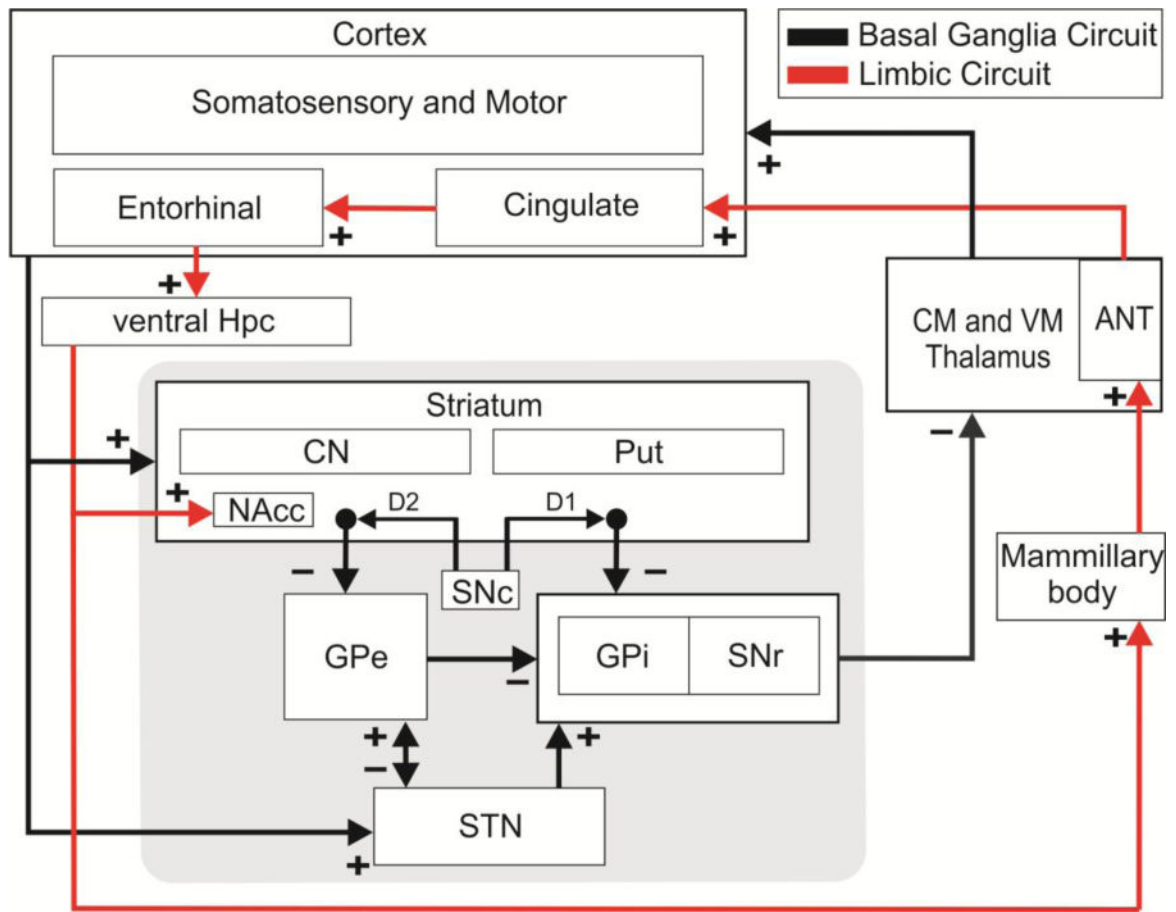 Cortex
Basal Ganglia Circuit
Limbic Circuit
Somatosensory and Motor
+
Entorhinal
Cingulate
+
+
+
ventral Hpc
CM and VM
Thalamus
ANT
+
Striatum
+
−
CN
Put
+
NAcc
D2
D1
−
SNc
−
Mammillary
body
+
GPe
GPi
SNr
−
+
−
+
STN
+